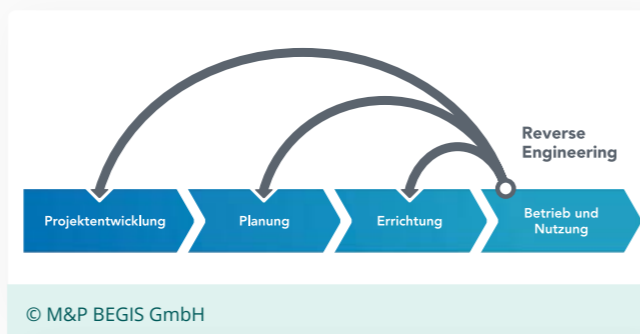 Reverse
Engineering
Projektentwicklung
Planung
Errichtung
Betrieb und
Nutzung
© M&P BEGIS GmbH